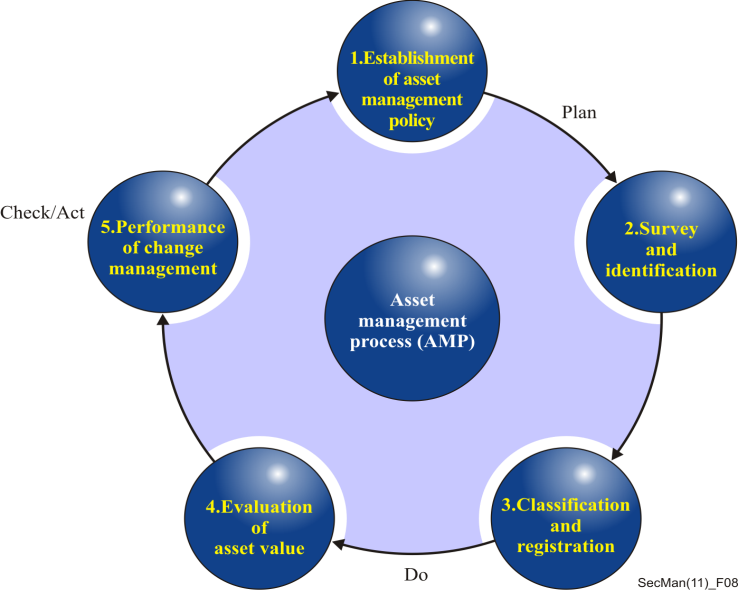 1.Establishment
of asset
management
policy
Plan
Check/Act
5.Performance
of change
management
2.Survey
and
identification
Asset
management
process (AMP)
4.Evaluation
of
asset value
3.Classification
and
registration
Do
SecMan(11)_F08